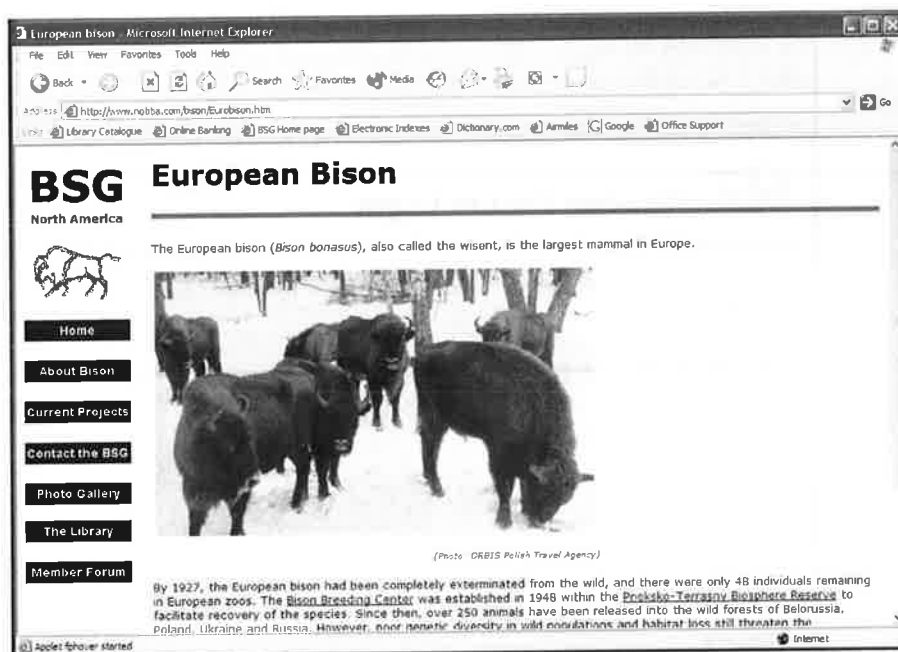 European bison - Microsoft Internet Explorer
File Edit View Favorites Tools Help
Back Search Favorites Media
Address http://www.nobba.com/bison/Eurobison.htm Go
Links Library Catalogue Online Banking BSG Home page Electronic Indexes Dictionary.com Airmiles Google Office Support
BSG
North America
Home
About Bison
Current Projects
Contact the BSG
Photo Gallery
The Library
Member Forum
European Bison
The European bison (Bison bonasus), also called the wisent, is the largest mammal in Europe.
(Photo ORBIS Polish Travel Agency)
By 1927, the European bison had been completely exterminated from the wild, and there were only 48 individuals remaining
in European zoos. The Bison Breeding Center was established in 1948 within the Prioksko-Terrasny Biosphere Reserve to
facilitate recovery of the species. Since then, over 250 animals have been released into the wild forests of Belorussia,
Poland, Ukraine and Russia. However, poor genetic diversity in wild populations and habitat loss still threaten the
Applet fphover started Internet